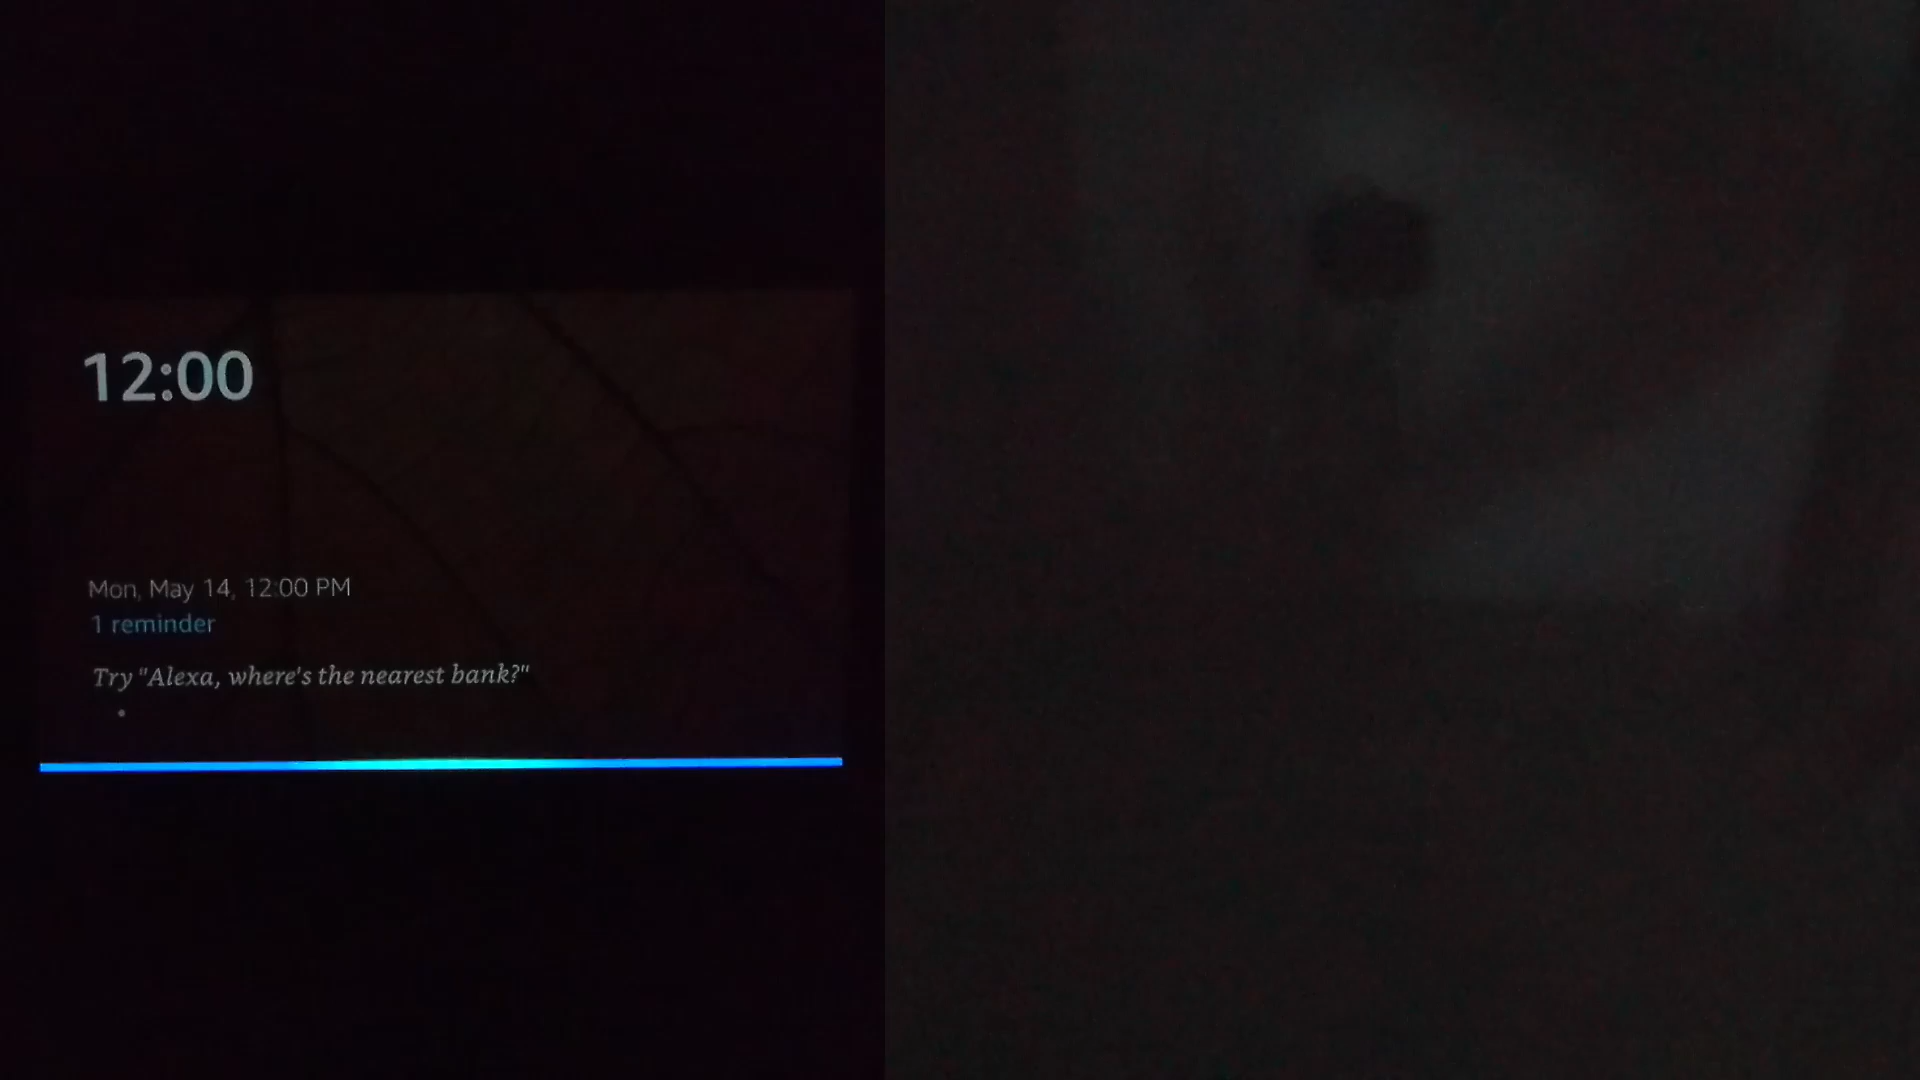 12:00
Mon, May 14, 12:00 PM
1 reminder
Try "Alexa, where's the nearest bank?"